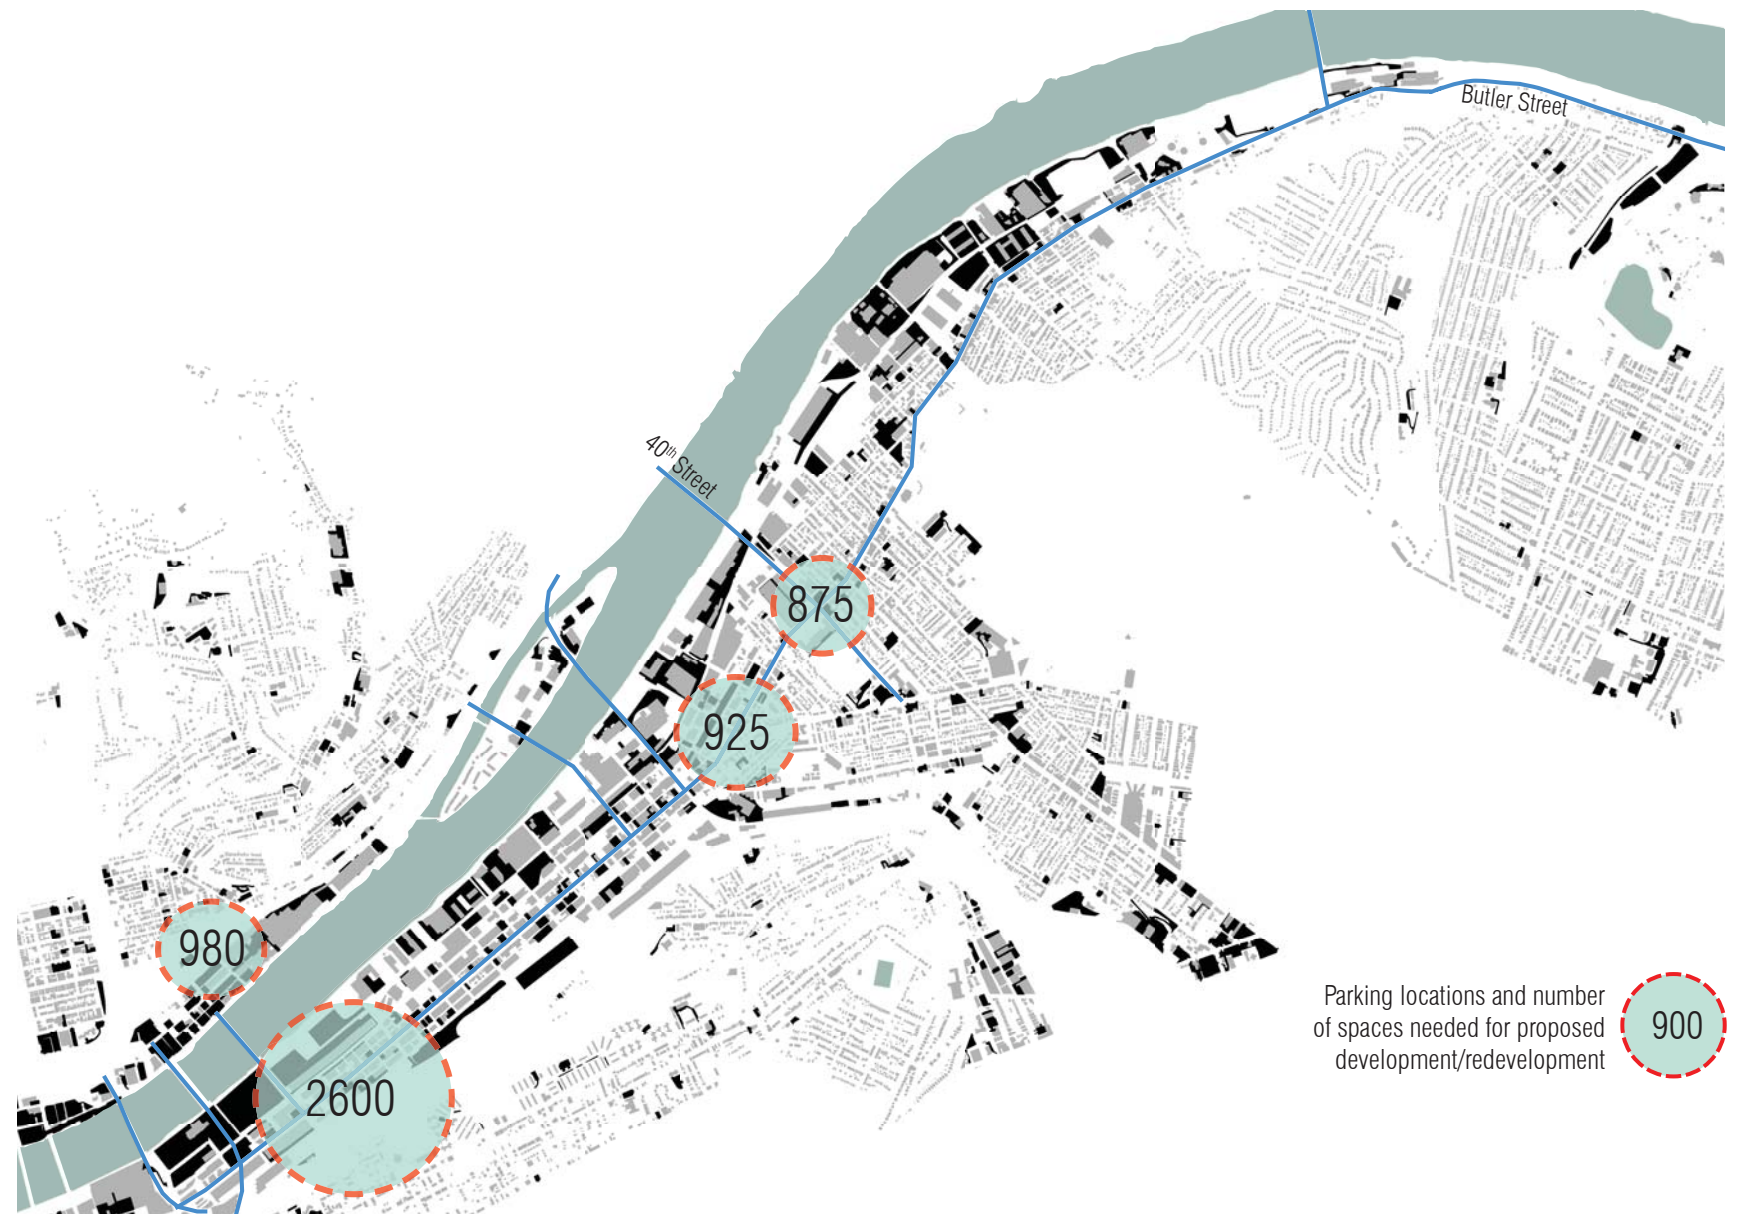 Butler Street
40th Street
875
925
980
2600
Parking locations and number
of spaces needed for proposed
development/redevelopment
900